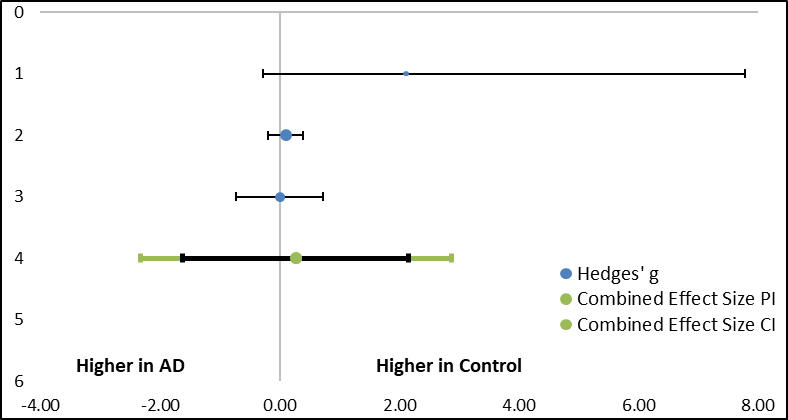 0
1
2
3
4
Hedges' g
Combined Effect Size PI
5
Combined Effect Size CI
Higher in AD Higher in Control
6
-4.00 -2.00 0.00 2.00 4.00 6.00 8.00